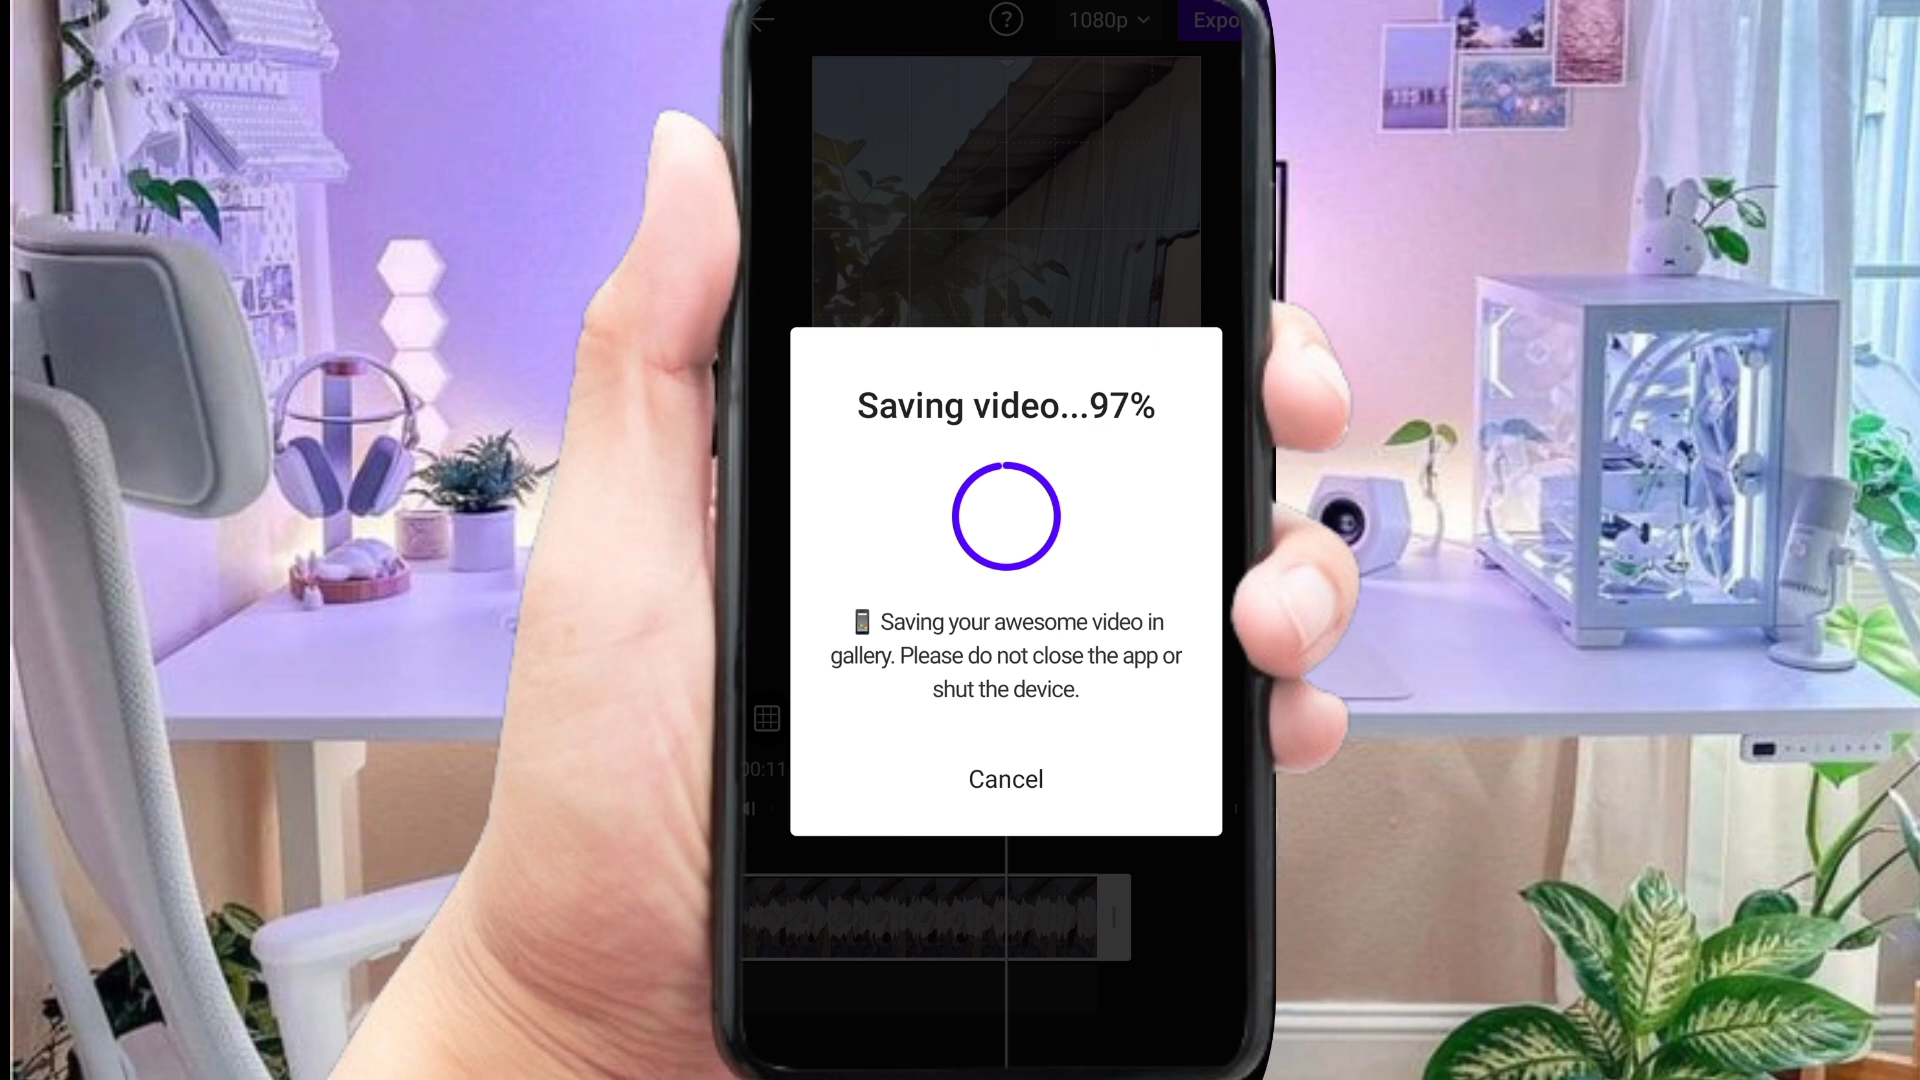 1080p
Expo
Saving video...97%
Saving your awesome video in
gallery. Please do not close the app or
shut the device.
00:11
Cancel